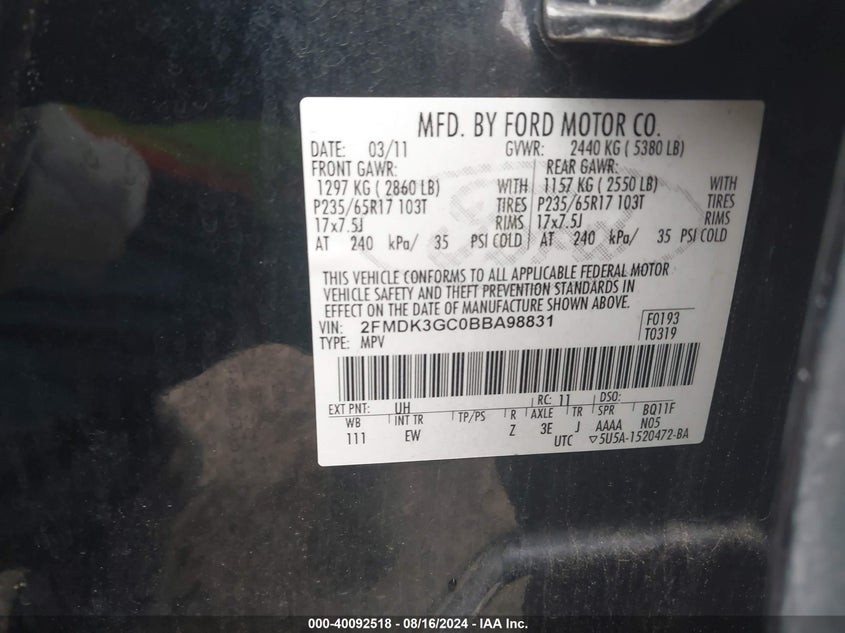 MFD. BY FORD MOTOR CO.
DATE: 03/11 GVWR: 2440 KG ( 5380 LB)
FRONT GAWR: REAR GAWR:
1297 KG ( 2860 LB) WITH 1157 KG ( 2550 LB) WITH
P235/65R17 103T TIRES P235/65R17 103T TIRES
17x7.5J RIMS 17x7.5J RIMS
AT 240 kPa/ 35 PSI COLD AT 240 kPa/ 35 PSI COLD
THIS VEHICLE CONFORMS TO ALL APPLICABLE FEDERAL MOTOR
VEHICLE SAFETY AND THEFT PREVENTION STANDARDS IN
EFFECT ON THE DATE OF MANUFACTURE SHOWN ABOVE.
VIN: 2FMDK3GC0BBA98831 F0193
TYPE: MPV T0319
EXT PNT: UH RC: 11 DSO:
WB INT TR TP/PS R AXLE TR SPR BQ11F
111 EW Z 3E J AAAA N05
UTC ▽5U5A-1520472-BA
000-40092518 - 08/16/2024 - IAA Inc.